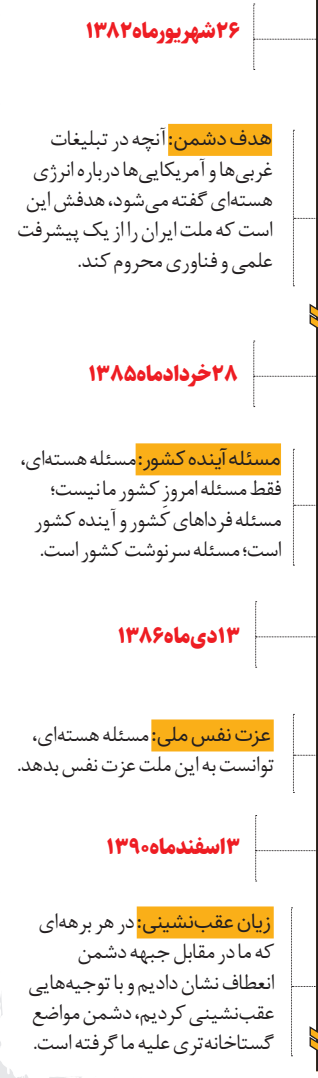 ۲۶شهریورماه۱۳۸۲
هدف دشمن: آنچه در تبلیغات
غربی‌ها و آمریکایی‌ها درباره انرژی
هسته‌ای گفته می‌شود، هدفش این
است که ملت ایران را از یک پیشرفت
علمی و فناوری محروم کند.
۲۸خردادماه۱۳۸۵
مسئله آینده کشور: مسئله هسته‌ای،
فقط مسئله امروزِ کشور ما نیست؛
مسئله فرداهای کشور و آینده کشور
است؛ مسئله سرنوشت کشور است.
۱۳دی‌ماه۱۳۸۶
عزت نفس ملی: مسئله هسته‌ای،
توانست به این ملت عزت نفس بدهد.
۳اسفندماه۱۳۹۰
زیان عقب‌نشینی: در هر برهه‌ای
که ما در مقابل جبهه دشمن
انعطاف نشان دادیم و با توجیه‌هایی
عقب‌نشینی کردیم، دشمن مواضع
گستاخانه‌تری علیه ما گرفته است.